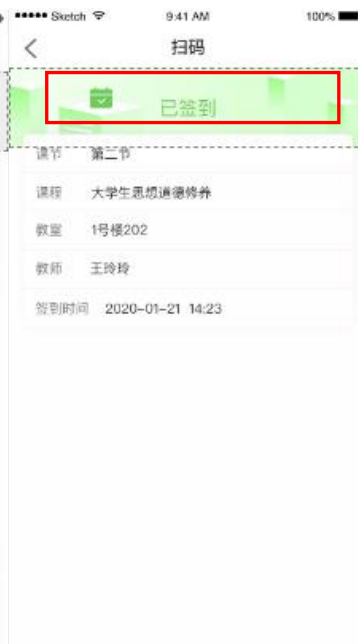 Sketch 9:41 AM 100%
扫码
已签到
课节 第二节
课程 大学生思想道德修养
教室 1号楼202
教师 王玲玲
签到时间 2020-01-21 14:23